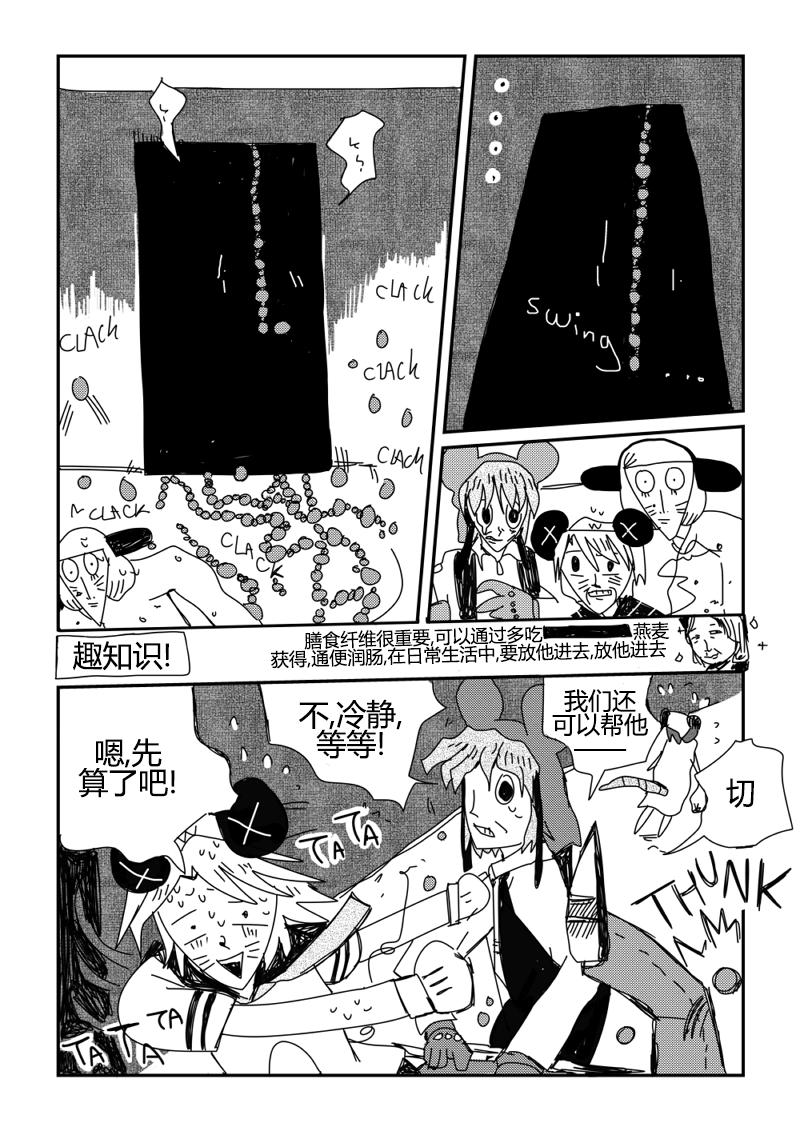 CLACK
CLACK
CLACK
CLACK
CLACK
CLACK
swing
...
趣知识!
膳食纤维很重要,可以通过多吃 燕麦
获得,通便润肠,在日常生活中,要放他进去,放他进去
嗯,先
算了吧!
不,冷静,
等等!
我们还
可以帮他
——
切
TA TA
THUNK
TA TA TA